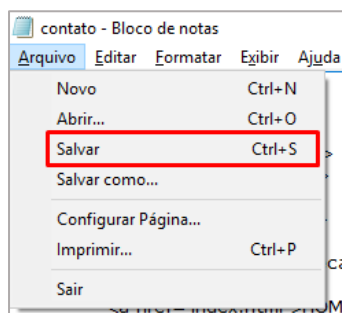 contato - Bloco de notas
Arquivo Editar Formatar Exibir Ajuda
Novo Ctrl+N
Abrir... Ctrl+O
Salvar Ctrl+S
Salvar como...
Configurar Página...
Imprimir... Ctrl+P
Sair